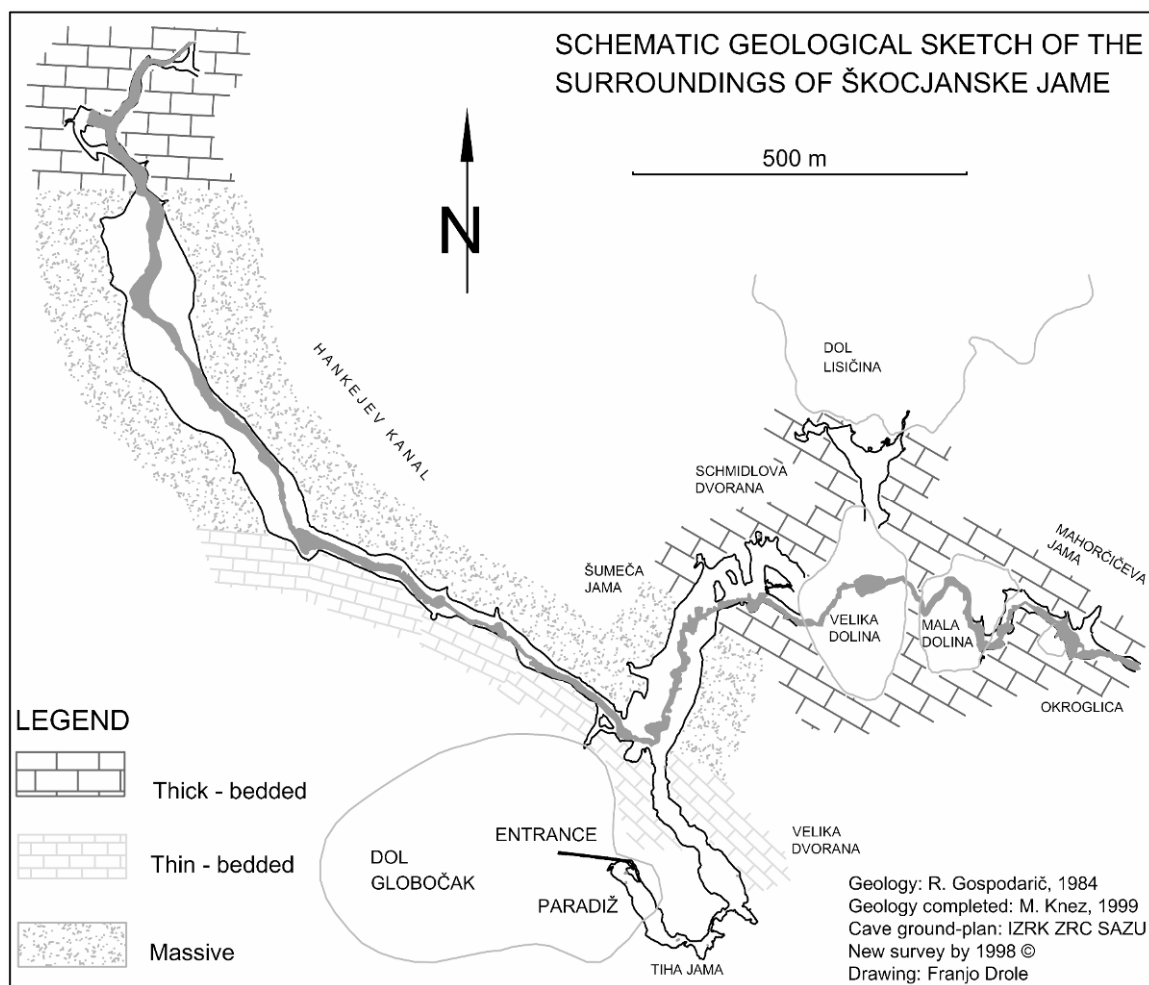 SCHEMATIC GEOLOGICAL SKETCH OF THE
SURROUNDINGS OF ŠKOCJANSKE JAME
500 m
N
HANKEJEV KANAL
DOL
LISIČINA
SCHMIDLOVA
DVORANA
MAHORČIČEVA
JAMA
ŠUMEČA
JAMA
VELIKA
DOLINA
MALA
DOLINA
OKROGLICA
LEGEND
Thick - bedded
Thin - bedded
Massive
ENTRANCE
DOL
GLOBOČAK
PARADIŽ
TIHA JAMA
VELIKA
DVORANA
Geology: R. Gospodarič, 1984
Geology completed: M. Knez, 1999
Cave ground-plan: IZRK ZRC SAZU
New survey by 1998 ©
Drawing: Franjo Drole